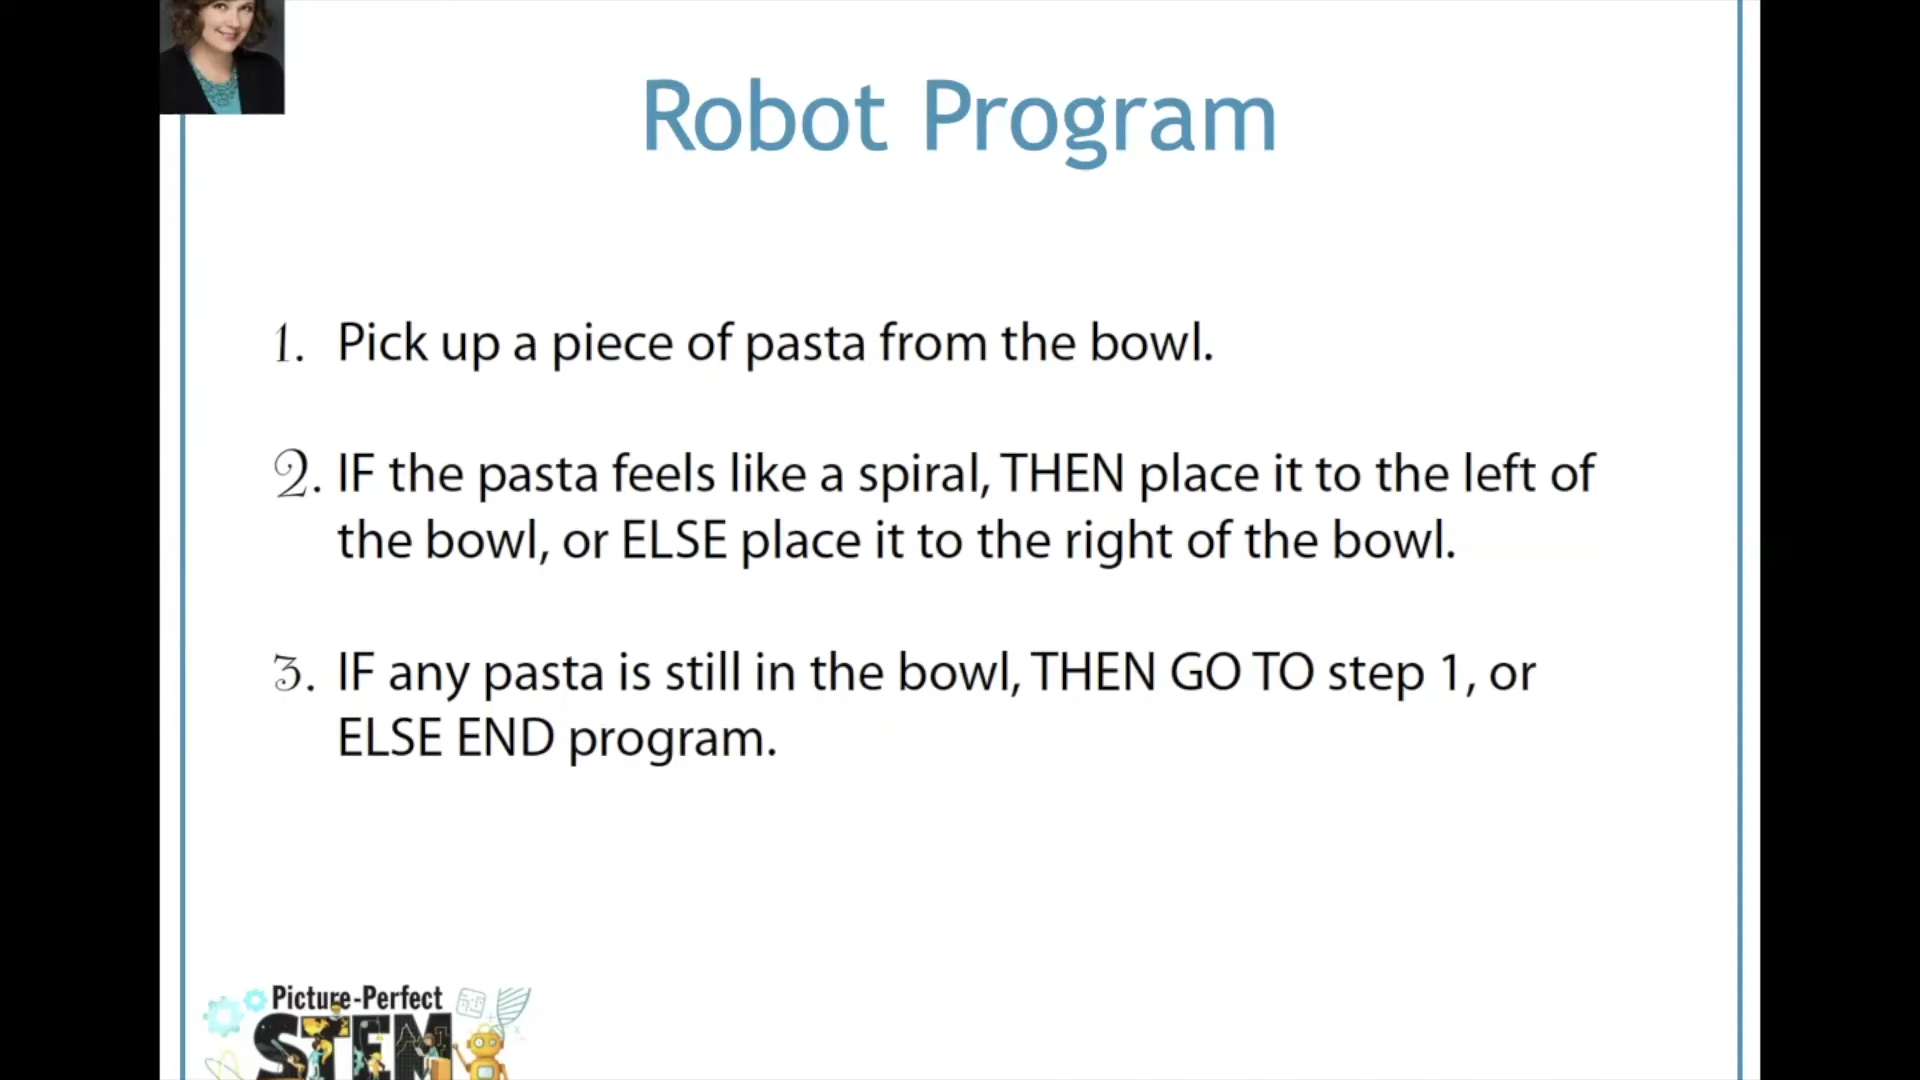 Robot Program
1. Pick up a piece of pasta from the bowl.
2. IF the pasta feels like a spiral, THEN place it to the left of
the bowl, or ELSE place it to the right of the bowl.
3. IF any pasta is still in the bowl, THEN GO TO step 1, or
ELSE END program.
Picture-Perfect
STEM